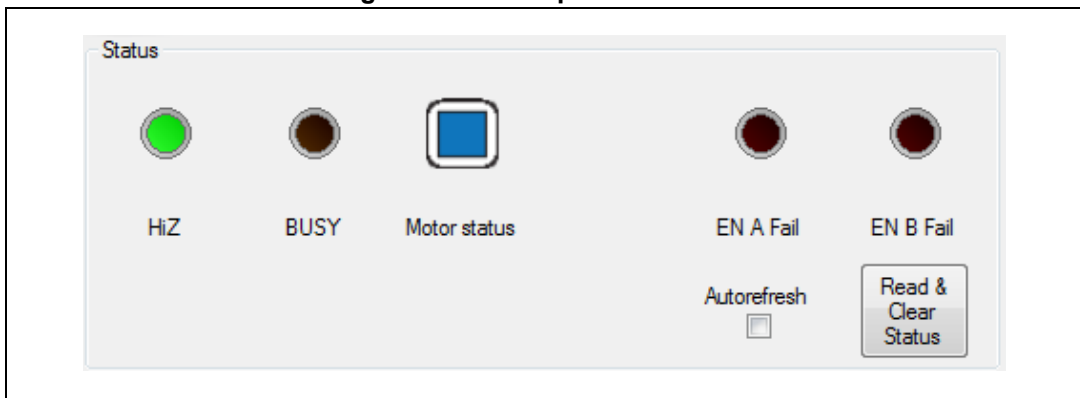 Status
HiZ
BUSY
Motor status
EN A Fail
EN B Fail
Autorefresh
Read &
Clear
Status